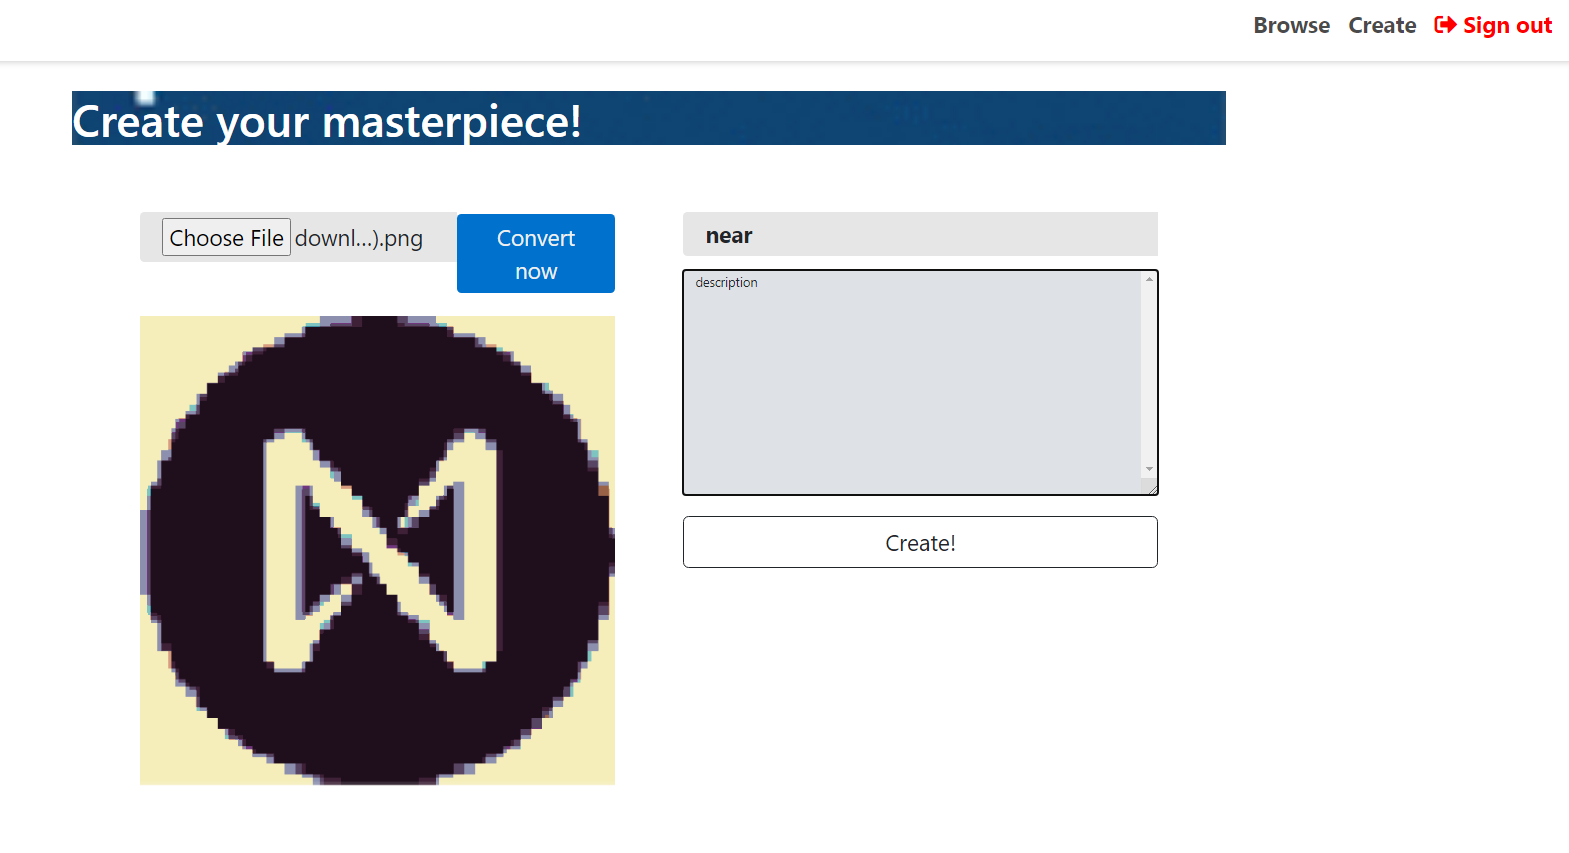 Browse Create Sign out
Create your masterpiece!
Choose File downl...).png
Convert
now
near
description
Create!